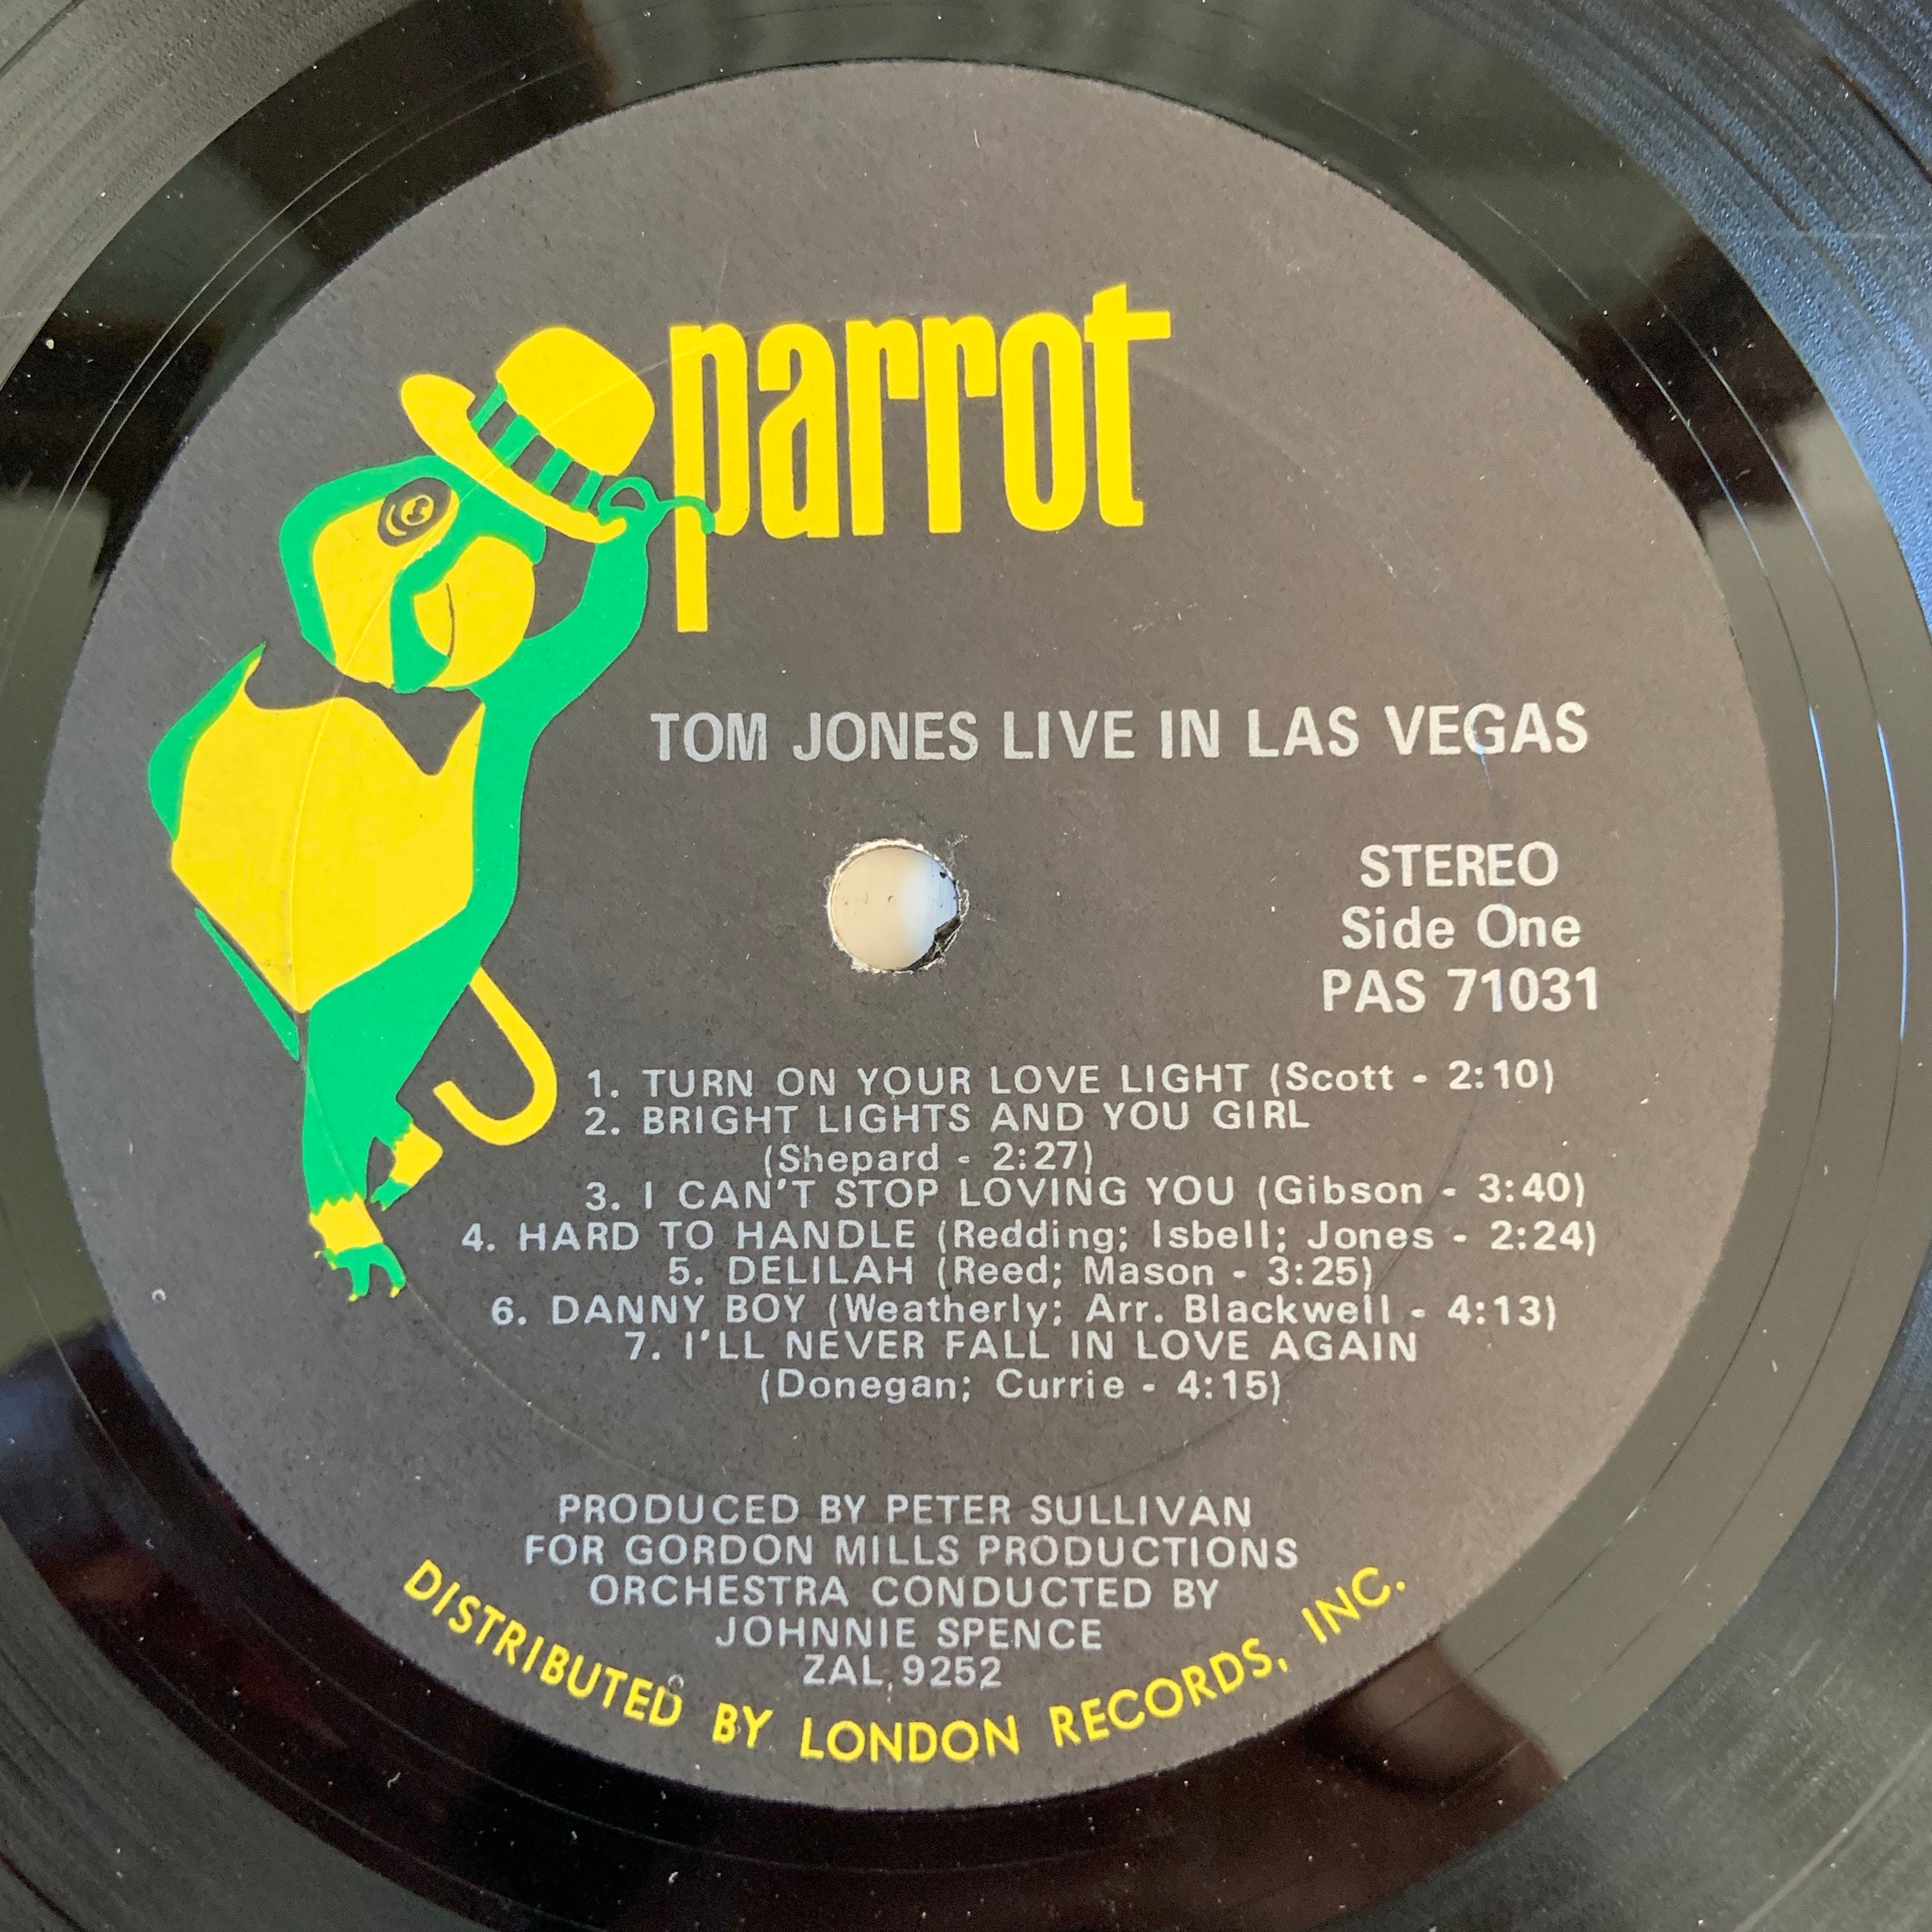 parrot
TOM JONES LIVE IN LAS VEGAS
STEREO
Side One
PAS 71031
1. TURN ON YOUR LOVE LIGHT (Scott - 2:10)
2. BRIGHT LIGHTS AND YOU GIRL
(Shepard - 2:27)
3. I CAN'T STOP LOVING YOU (Gibson - 3:40)
4. HARD TO HANDLE (Redding; Isbell; Jones - 2:24)
5. DELILAH (Reed; Mason - 3:25)
6. DANNY BOY (Weatherly; Arr. Blackwell - 4:13)
7. I'LL NEVER FALL IN LOVE AGAIN
(Donegan; Currie - 4:15)
PRODUCED BY PETER SULLIVAN
FOR GORDON MILLS PRODUCTIONS
ORCHESTRA CONDUCTED BY
JOHNNIE SPENCE
ZAL 9252
DISTRIBUTED BY LONDON RECORDS, INC.